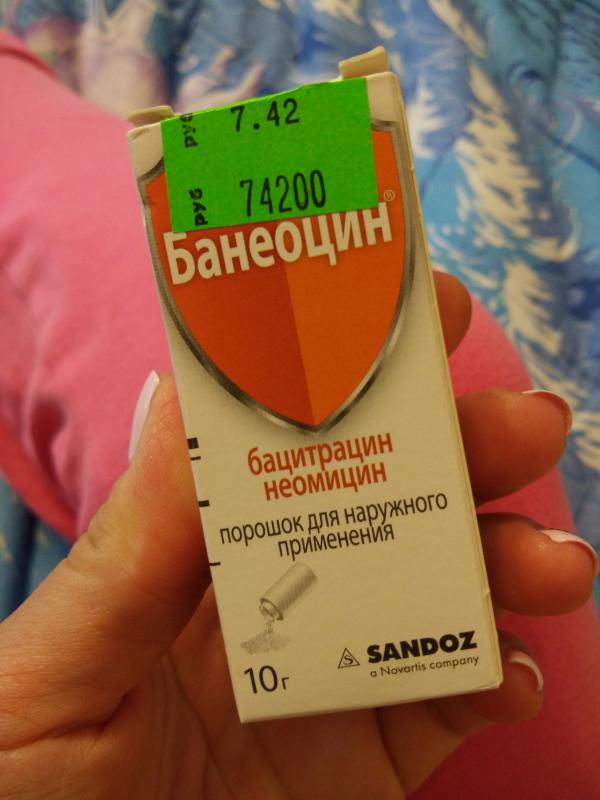 руб 7.42
руб 74200
Банеоцин®
бацитрацин
неомицин
порошок для наружного
применения
10г
SANDOZ
a Novartis company